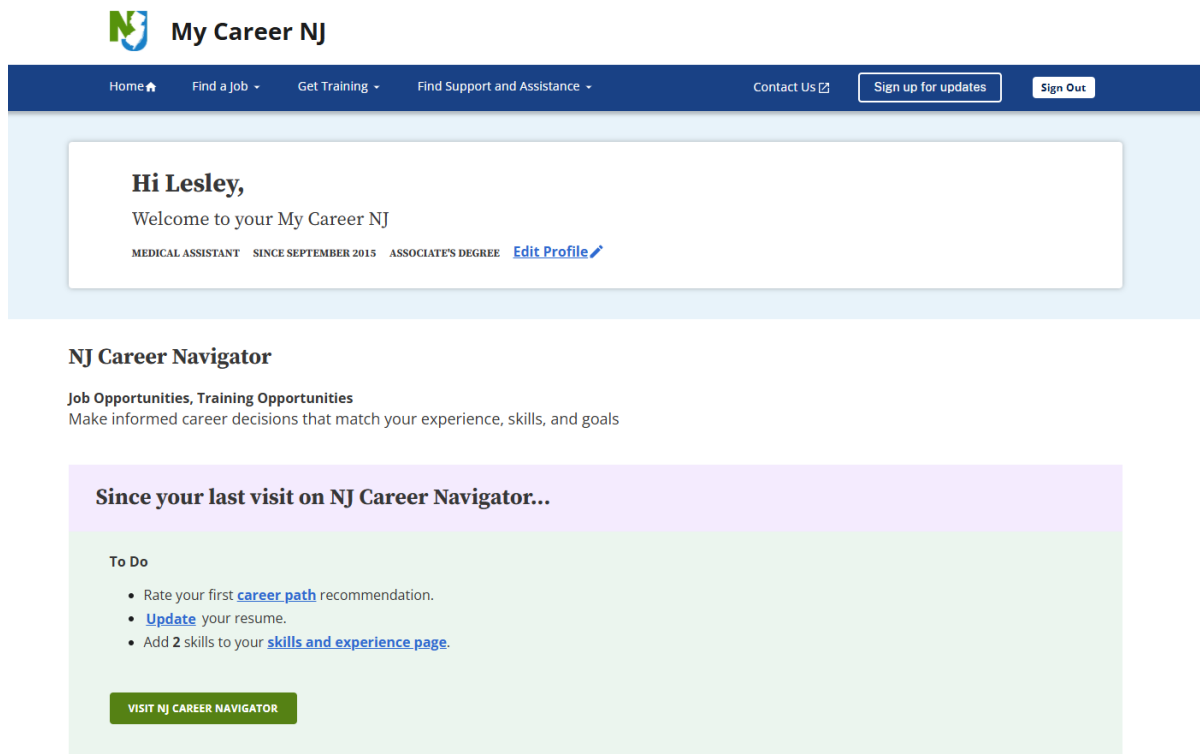 NJ My Career NJ
Home Find a Job Get Training Find Support and Assistance Contact Us Sign up for updates Sign Out
Hi Lesley,
Welcome to your My Career NJ
MEDICAL ASSISTANT SINCE SEPTEMBER 2015 ASSOCIATE'S DEGREE Edit Profile
NJ Career Navigator
Job Opportunities, Training Opportunities
Make informed career decisions that match your experience, skills, and goals
Since your last visit on NJ Career Navigator...
To Do
• Rate your first career path recommendation.
• Update your resume.
• Add 2 skills to your skills and experience page.
VISIT NJ CAREER NAVIGATOR